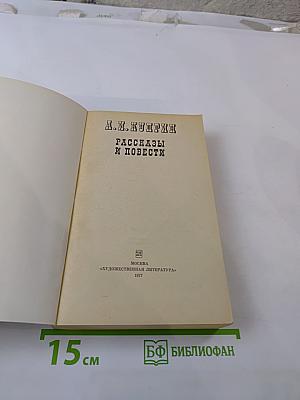 А.И.КУПРИН
РАССКАЗЫ
И ПОВЕСТИ
МОСКВА
«ХУДОЖЕСТВЕННАЯ ЛИТЕРАТУРА»
1977
15 см
БФ БИБЛИОФАН